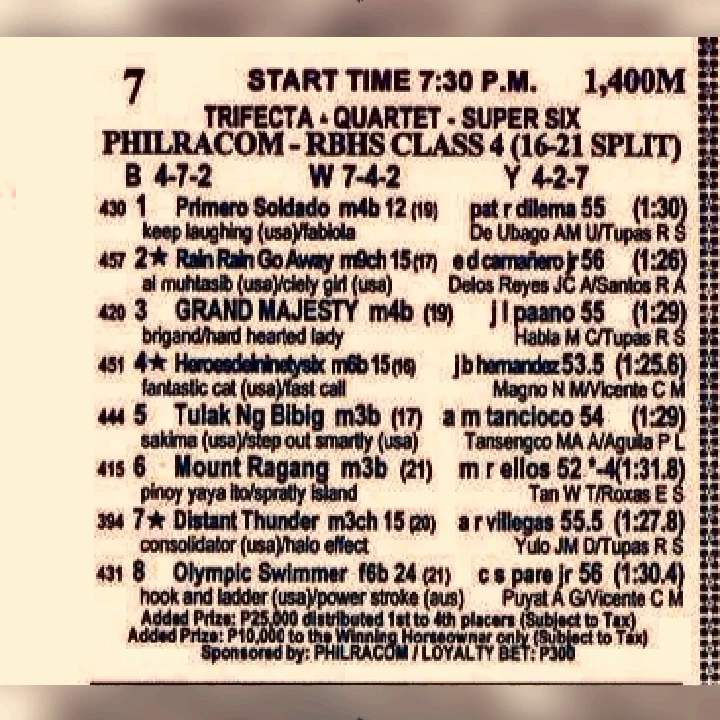 7 START TIME 7:30 P.M. 1,400M
TRIFECTA - QUARTET - SUPER SIX
PHILRACOM - RBHS CLASS 4 (16-21 SPLIT)
B 4-7-2 W 7-4-2 Y 4-2-7
430 1 Primero Soldado m4b 12 (19) pat r dilema 55 (1:30)
keep laughing (usa)/fabiola De Ubago AM U/Tupas R S
457 2★ Rain Rain Go Away m9ch 15 (17) e d camañero jr 56 (1:26)
al muhtasib (usa)/ciely girl (usa) Delos Reyes JC A/Santos R A
420 3 GRAND MAJESTY m4b (19) j l paano 55 (1:29)
brigand/hard hearted lady Habla M C/Tupas R S
451 4★ Heroesdelninetysix m6b 15 (16) j b hernandez 53.5 (1:25.6)
fantastic cat (usa)/fast call Magno N M/Vicente C M
444 5 Tulak Ng Bibig m3b (17) a m tancioco 54 (1:29)
sakima (usa)/step out smartly (usa) Tansengco MA A/Aguila P L
415 6 Mount Ragang m3b (21) m r ellos 52 *-4(1:31.8)
pinoy yaya ito/spratly island Tan W T/Roxas E S
394 7★ Distant Thunder m3ch 15 (20) a r villegas 55.5 (1:27.8)
consolidator (usa)/halo effect Yulo JM D/Tupas R S
431 8 Olympic Swimmer f6b 24 (21) c s pare jr 56 (1:30.4)
hook and ladder (usa)/power stroke (aus) Puyat A G/Vicente C M
Added Prize: P25,000 distributed 1st to 4th placers (Subject to Tax)
Added Prize: P10,000 to the Winning Horseowner only (Subject to Tax)
Sponsored by: PHILRACOM / LOYALTY BET: P300